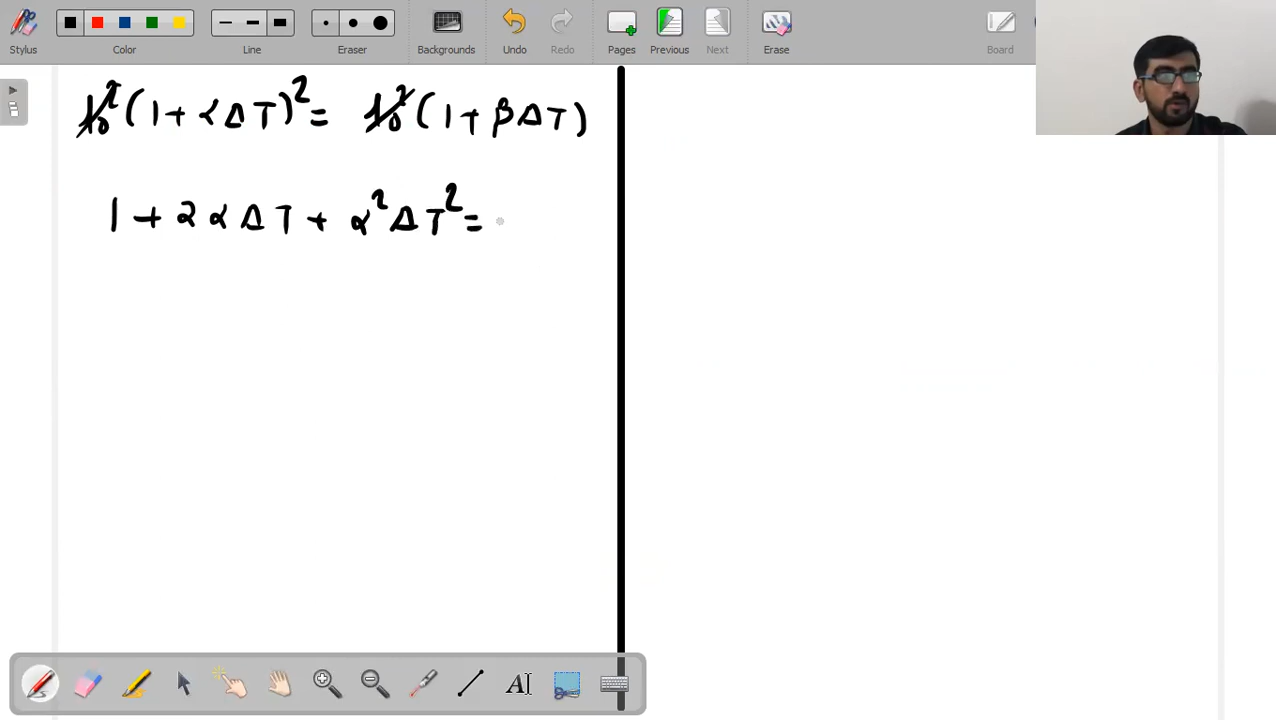 Stylus Color Line Eraser Backgrounds Undo Redo Pages Previous Next Erase Board
l₀²(1+αΔT)² = l₀²(1+βΔT)
1+2αΔT+α²ΔT² =